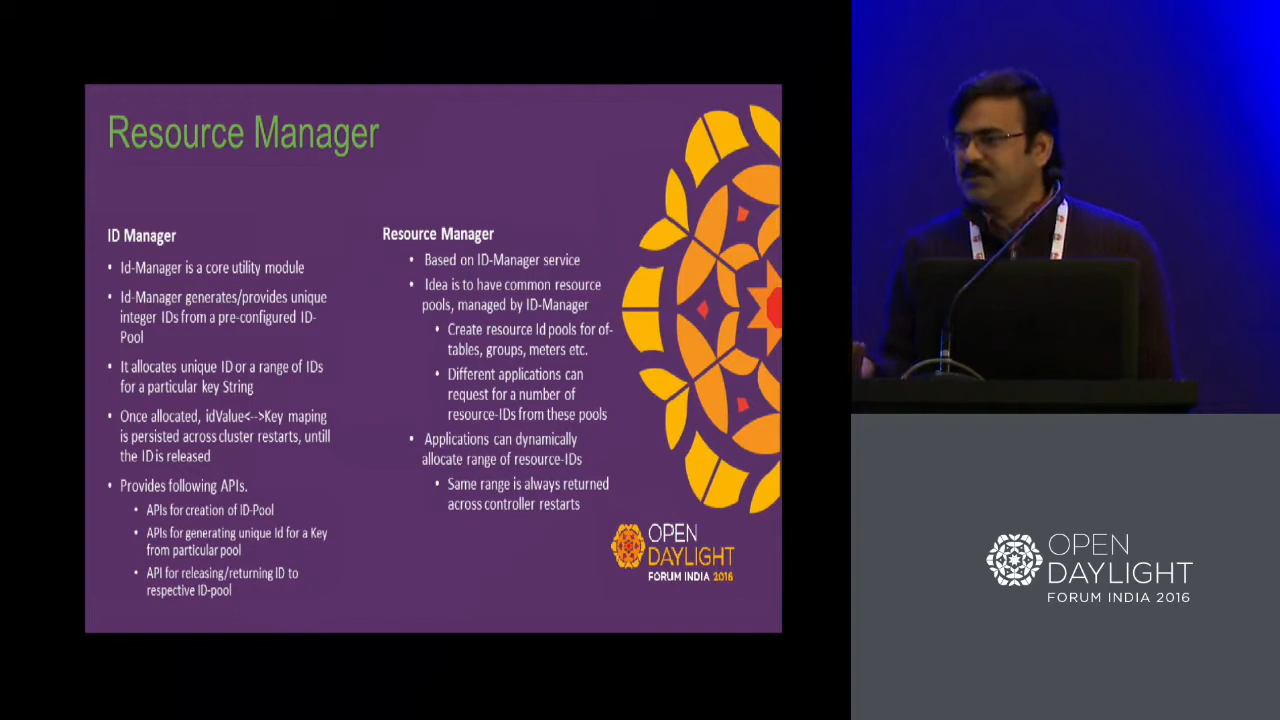 Resource Manager
ID Manager
• Id-Manager is a core utility module
• Id-Manager generates/provides unique
integer IDs from a pre-configured ID-
Pool
• It allocates unique ID or a range of IDs
for a particular key String
• Once allocated, idValue<-->Key maping
is persisted across cluster restarts, untill
the ID is released
• Provides following APIs.
• APIs for creation of ID-Pool
• APIs for generating unique Id for a Key
from particular pool
• API for releasing/returning ID to
respective ID-pool
Resource Manager
• Based on ID-Manager service
• Idea is to have common resource
pools, managed by ID-Manager
• Create resource Id pools for of-
tables, groups, meters etc.
• Different applications can
request for a number of
resource-IDs from these pools
• Applications can dynamically
allocate range of resource-IDs
• Same range is always returned
across controller restarts
OPEN
DAYLIGHT
FORUM INDIA 2016
OPEN
DAYLIGHT
FORUM INDIA 2016